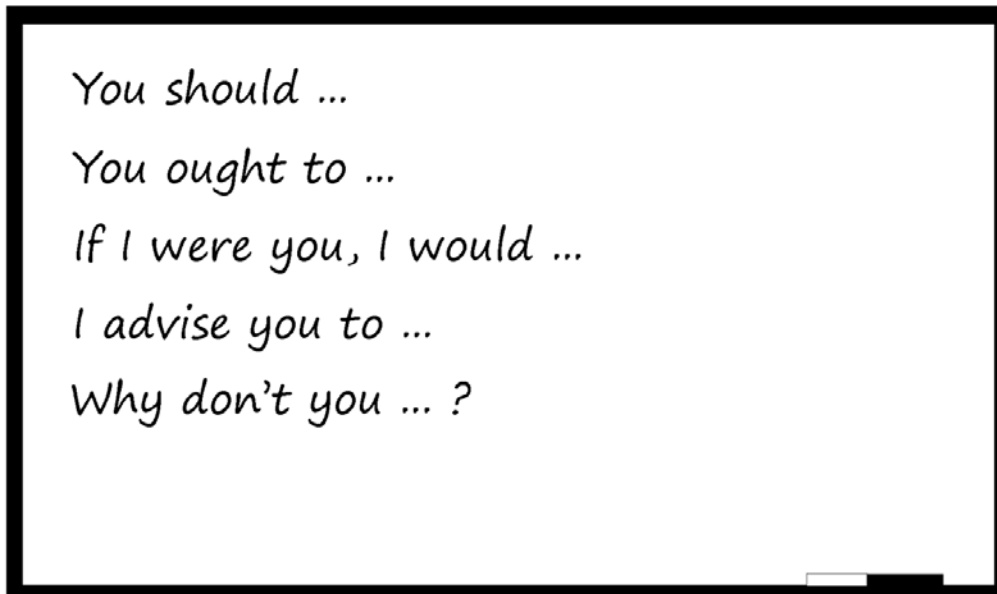 You should ...
You ought to ...
If I were you, I would ...
I advise you to ...
Why don't you ... ?